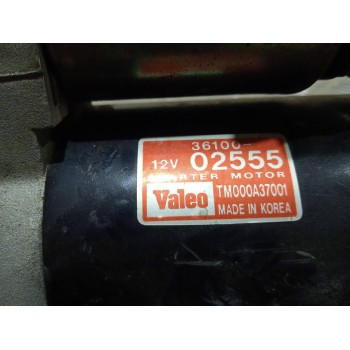 36100-
12V 02555
STARTER MOTOR
Valeo TM000A37001
MADE IN KOREA